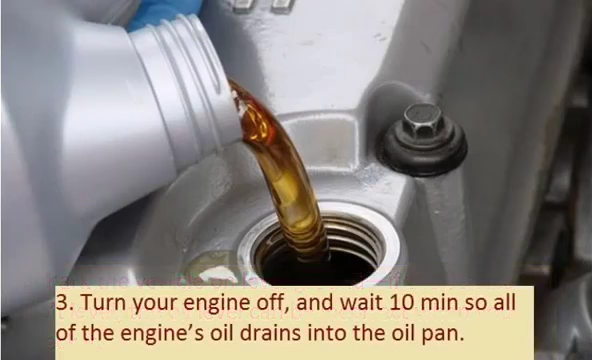 3. Turn your engine off, and wait 10 min so all
of the engine’s oil drains into the oil pan.